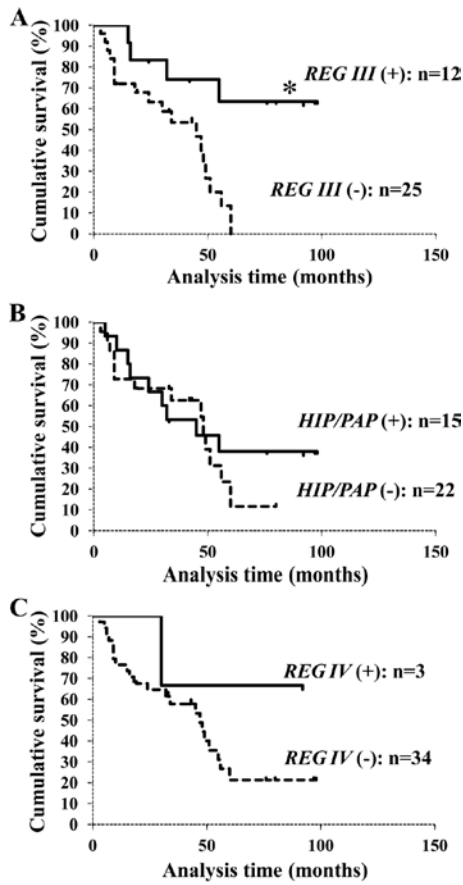 A
Cumulative survival (%)
100
90
80
70
60
50
40
30
20
10
0
REG III (+): n=12
*
REG III (-): n=25
0 50 100 150
Analysis time (months)
B
Cumulative survival (%)
100
90
80
70
60
50
40
30
20
10
0
HIP/PAP (+): n=15
HIP/PAP (-): n=22
0 50 100 150
Analysis time (months)
C
Cumulative survival (%)
100
90
80
70
60
50
40
30
20
10
0
REG IV (+): n=3
REG IV (-): n=34
0 50 100 150
Analysis time (months)